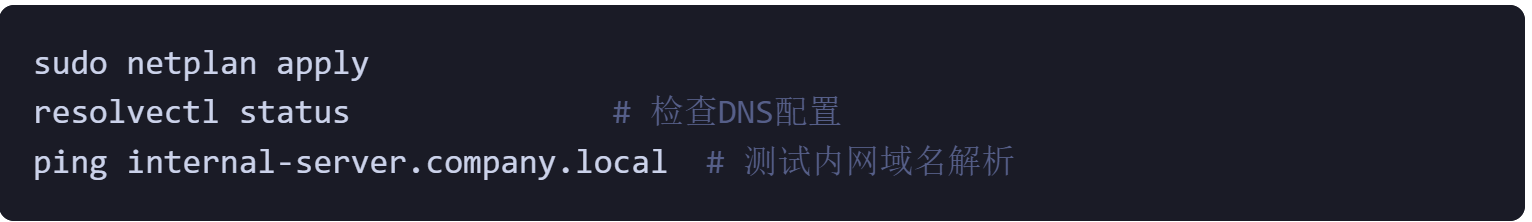 sudo netplan apply
resolvectl status              # 检查DNS配置
ping internal-server.company.local  # 测试内网域名解析